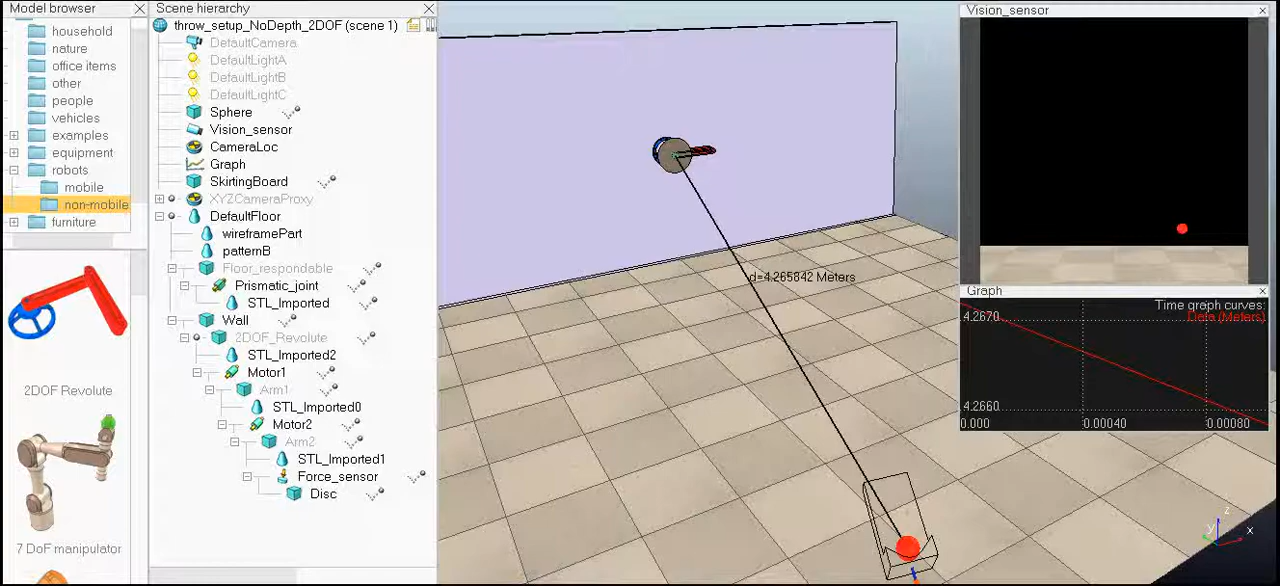 Model browser
household
nature
office items
other
people
vehicles
examples
equipment
robots
mobile
non-mobile
furniture
2DOF Revolute
7 DoF manipulator
Scene hierarchy
throw_setup_NoDepth_2DOF (scene 1)
DefaultCamera
DefaultLightA
DefaultLightB
DefaultLightC
Sphere
Vision_sensor
CameraLoc
Graph
SkirtingBoard
XYZCameraProxy
DefaultFloor
wireframePart
patternB
Floor_respondable
Prismatic_joint
STL_Imported
Wall
2DOF_Revolute
STL_Imported2
Motor1
Arm1
STL_Imported0
Motor2
Arm2
STL_Imported1
Force_sensor
Disc
d=4.265842 Meters
Vision_sensor
Graph
Time graph curves:
Data (Meters)
4.2670
4.2660
0.000
0.00040
0.00080
z
y
x